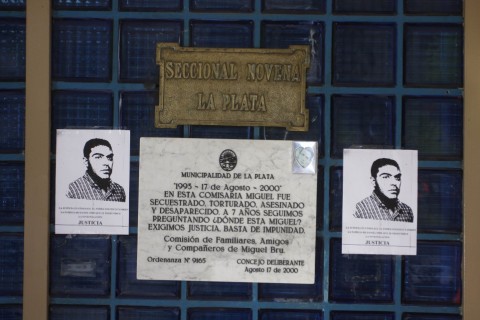 SECCIONAL NOVENA
LA PLATA
MUNICIPALIDAD DE LA PLATA
"1993 - 17 de Agosto - 2000"
EN ESTA COMISARIA MIGUEL FUE
SECUESTRADO, TORTURADO, ASESINADO
Y DESAPARECIDO. A 7 AÑOS SEGUIMOS
PREGUNTANDO ¿DÓNDE ESTA MIGUEL?
EXIGIMOS JUSTICIA, BASTA DE IMPUNIDAD.
Comisión de Familiares, Amigos
y Compañeros de Miguel Bru.
Ordenanza Nº 9165
CONCEJO DELIBERANTE
Agosto 17 de 2000
JUSTICIA
JUSTICIA